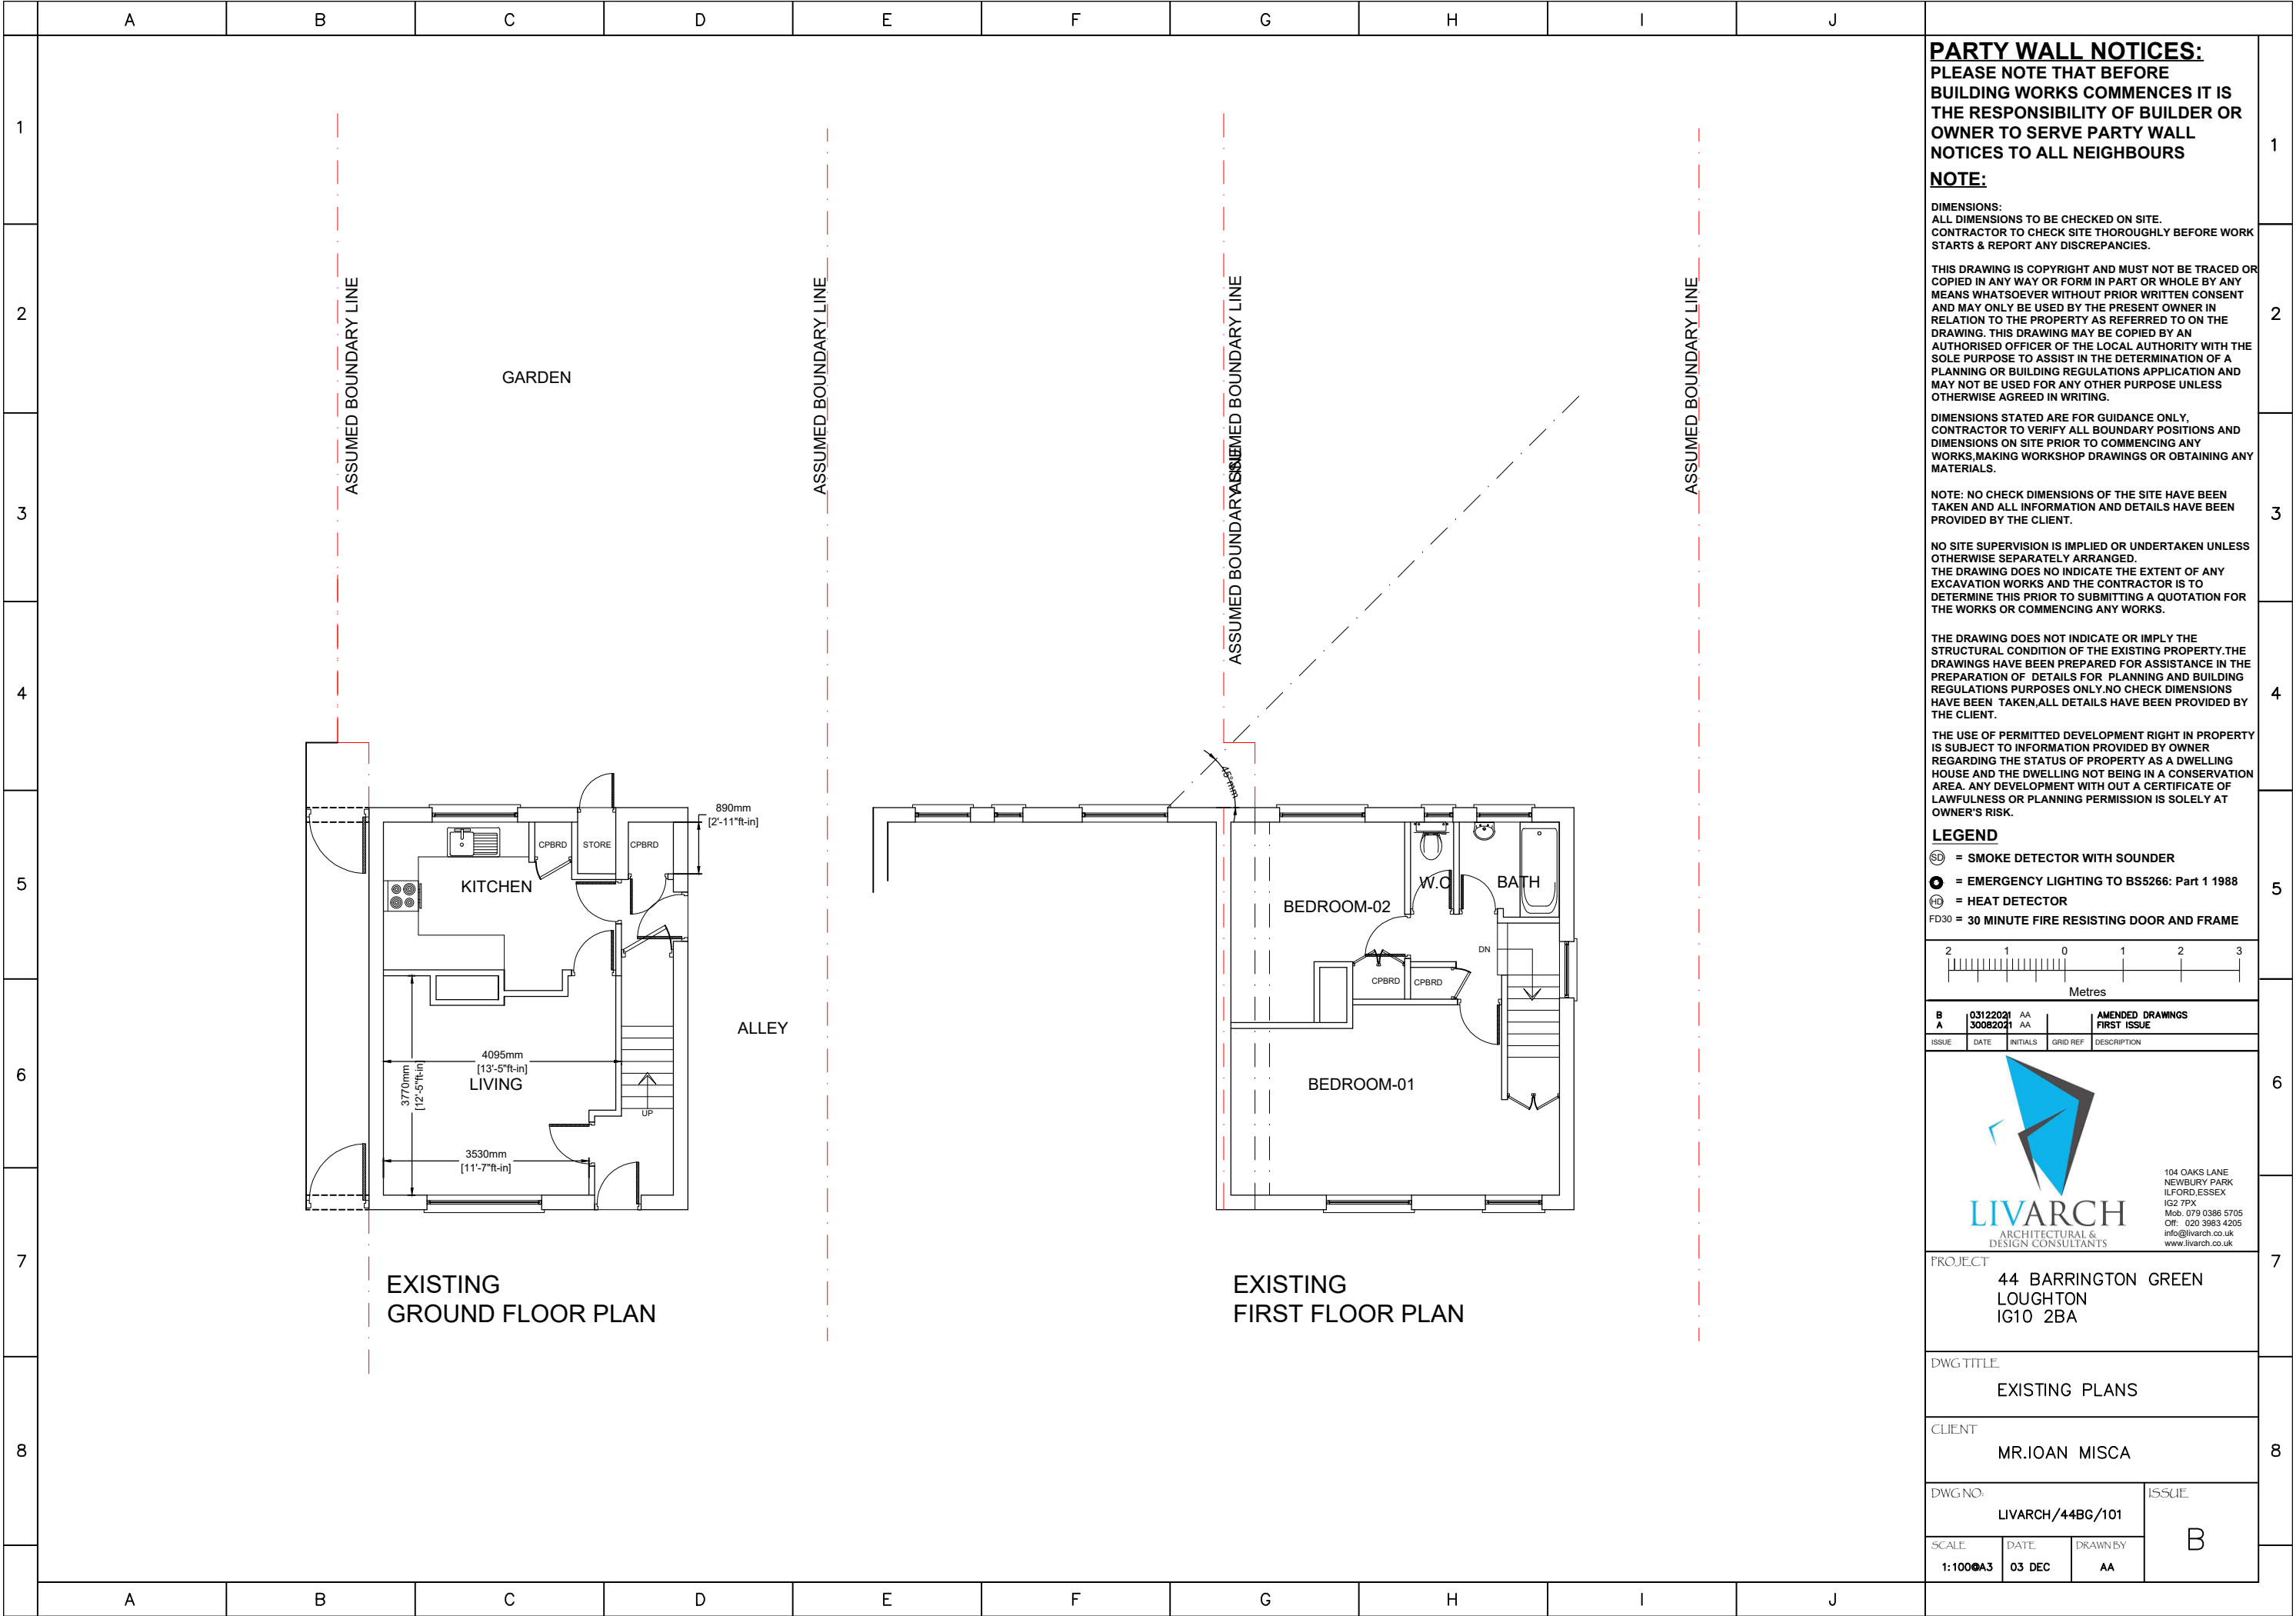 A B C D E F G H I J
1
2
3
4
5
6
7
8
ASSUMED BOUNDARY LINE
GARDEN
ASSUMED BOUNDARY LINE
ASSUMED BOUNDARY LINE
ASSUMED BOUNDARY LINE
890mm
[2'-11"ft-in]
CPBRD
STORE
CPBRD
KITCHEN
ALLEY
4095mm
[13'-5"ft-in]
LIVING
3770mm
[12'-5"ft-in]
UP
3530mm
[11'-7"ft-in]
EXISTING
GROUND FLOOR PLAN
45°mm
W.C
BATH
BEDROOM-02
DN
CPBRD
CPBRD
BEDROOM-01
EXISTING
FIRST FLOOR PLAN
A B C D E F G H I J
PARTY WALL NOTICES:
PLEASE NOTE THAT BEFORE
BUILDING WORKS COMMENCES IT IS
THE RESPONSIBILITY OF BUILDER OR
OWNER TO SERVE PARTY WALL
NOTICES TO ALL NEIGHBOURS
NOTE:
DIMENSIONS:
ALL DIMENSIONS TO BE CHECKED ON SITE.
CONTRACTOR TO CHECK SITE THOROUGHLY BEFORE WORK
STARTS & REPORT ANY DISCREPANCIES.
THIS DRAWING IS COPYRIGHT AND MUST NOT BE TRACED OR
COPIED IN ANY WAY OR FORM IN PART OR WHOLE BY ANY
MEANS WHATSOEVER WITHOUT PRIOR WRITTEN CONSENT
AND MAY ONLY BE USED BY THE PRESENT OWNER IN
RELATION TO THE PROPERTY AS REFERRED TO ON THE
DRAWING. THIS DRAWING MAY BE COPIED BY AN
AUTHORISED OFFICER OF THE LOCAL AUTHORITY WITH THE
SOLE PURPOSE TO ASSIST IN THE DETERMINATION OF A
PLANNING OR BUILDING REGULATIONS APPLICATION AND
MAY NOT BE USED FOR ANY OTHER PURPOSE UNLESS
OTHERWISE AGREED IN WRITING.
DIMENSIONS STATED ARE FOR GUIDANCE ONLY,
CONTRACTOR TO VERIFY ALL BOUNDARY POSITIONS AND
DIMENSIONS ON SITE PRIOR TO COMMENCING ANY
WORKS,MAKING WORKSHOP DRAWINGS OR OBTAINING ANY
MATERIALS.
NOTE: NO CHECK DIMENSIONS OF THE SITE HAVE BEEN
TAKEN AND ALL INFORMATION AND DETAILS HAVE BEEN
PROVIDED BY THE CLIENT.
NO SITE SUPERVISION IS IMPLIED OR UNDERTAKEN UNLESS
OTHERWISE SEPARATELY ARRANGED.
THE DRAWING DOES NO INDICATE THE EXTENT OF ANY
EXCAVATION WORKS AND THE CONTRACTOR IS TO
DETERMINE THIS PRIOR TO SUBMITTING A QUOTATION FOR
THE WORKS OR COMMENCING ANY WORKS.
THE DRAWING DOES NOT INDICATE OR IMPLY THE
STRUCTURAL CONDITION OF THE EXISTING PROPERTY.THE
DRAWINGS HAVE BEEN PREPARED FOR ASSISTANCE IN THE
PREPARATION OF DETAILS FOR PLANNING AND BUILDING
REGULATIONS PURPOSES ONLY.NO CHECK DIMENSIONS
HAVE BEEN TAKEN,ALL DETAILS HAVE BEEN PROVIDED BY
THE CLIENT.
THE USE OF PERMITTED DEVELOPMENT RIGHT IN PROPERTY
IS SUBJECT TO INFORMATION PROVIDED BY OWNER
REGARDING THE STATUS OF PROPERTY AS A DWELLING
HOUSE AND THE DWELLING NOT BEING IN A CONSERVATION
AREA. ANY DEVELOPMENT WITH OUT A CERTIFICATE OF
LAWFULNESS OR PLANNING PERMISSION IS SOLELY AT
OWNER'S RISK.
LEGEND
SD = SMOKE DETECTOR WITH SOUNDER
= EMERGENCY LIGHTING TO BS5266: Part 1 1988
HD = HEAT DETECTOR
FD30 = 30 MINUTE FIRE RESISTING DOOR AND FRAME
2 1 0 1 2 3
Metres
B 03122021 AA AMENDED DRAWINGS
A 30082021 AA FIRST ISSUE
ISSUE DATE INITIALS GRID REF DESCRIPTION
LIVARCH
ARCHITECTURAL &
DESIGN CONSULTANTS
104 OAKS LANE
NEWBURY PARK
ILFORD,ESSEX
IG2 7PX
Mob. 079 0386 5705
Off: 020 3983 4205
info@livarch.co.uk
www.livarch.co.uk
PROJECT
44 BARRINGTON GREEN
LOUGHTON
IG10 2BA
DWG TITLE
EXISTING PLANS
CLIENT
MR.IOAN MISCA
DWG NO:
LIVARCH/44BG/101
ISSUE
B
SCALE
1:100@A3
DATE
03 DEC
DRAWN BY
AA
1
2
3
4
5
6
7
8